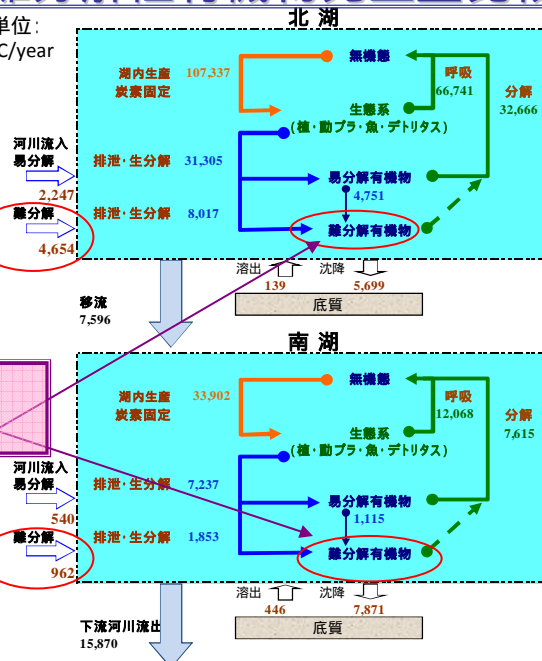 北 湖
単位:
C/year
湖内生産 107,337
炭素固定
無機態
呼吸
66,741
分解
32,666
生態系
(植・動プラ・魚・デトリタス)
河川流入
易分解
2,247
排泄・生分解 31,305
易分解有機物
4,751
難分解
4,654
排泄・生分解 8,017
難分解有機物
溶出 沈降
139 5,699
底質
移流
7,596
南 湖
湖内生産 33,902
炭素固定
無機態
呼吸
12,068
分解
7,615
生態系
(植・動プラ・魚・デトリタス)
河川流入
易分解
540
排泄・生分解 7,237
易分解有機物
1,115
難分解
962
排泄・生分解 1,853
難分解有機物
溶出 沈降
446 7,871
底質
下流河川流出
15,870